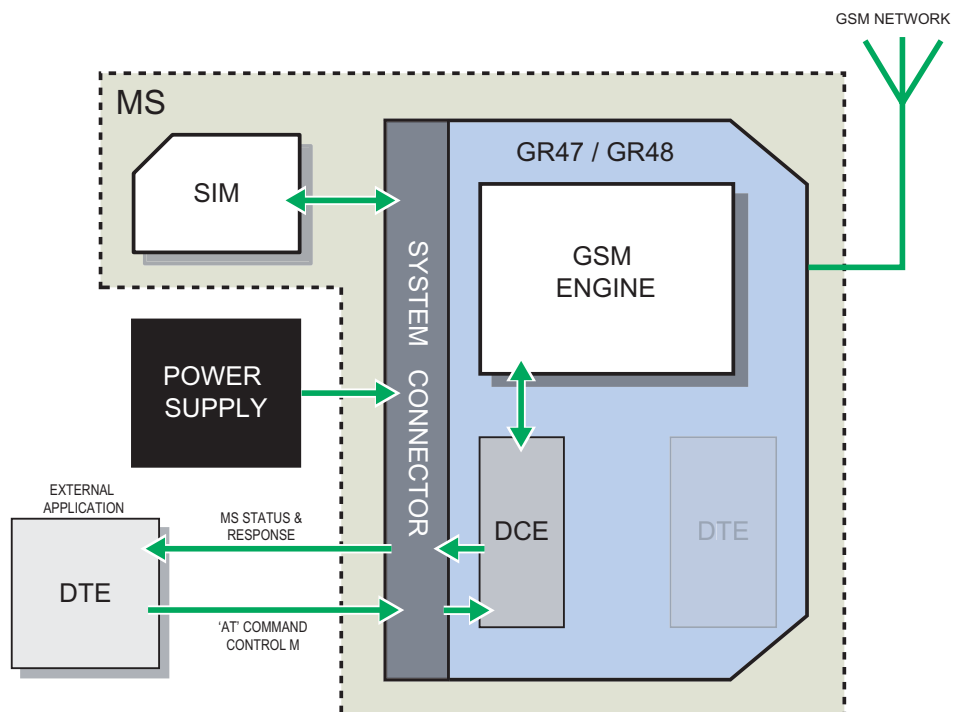 GSM NETWORK
MS
GR47 / GR48
SIM
GSM
ENGINE
SYSTEM CONNECTOR
POWER
SUPPLY
EXTERNAL
APPLICATION
MS STATUS &
RESPONSE
DCE
DTE
DTE
‘AT’ COMMAND
CONTROL M